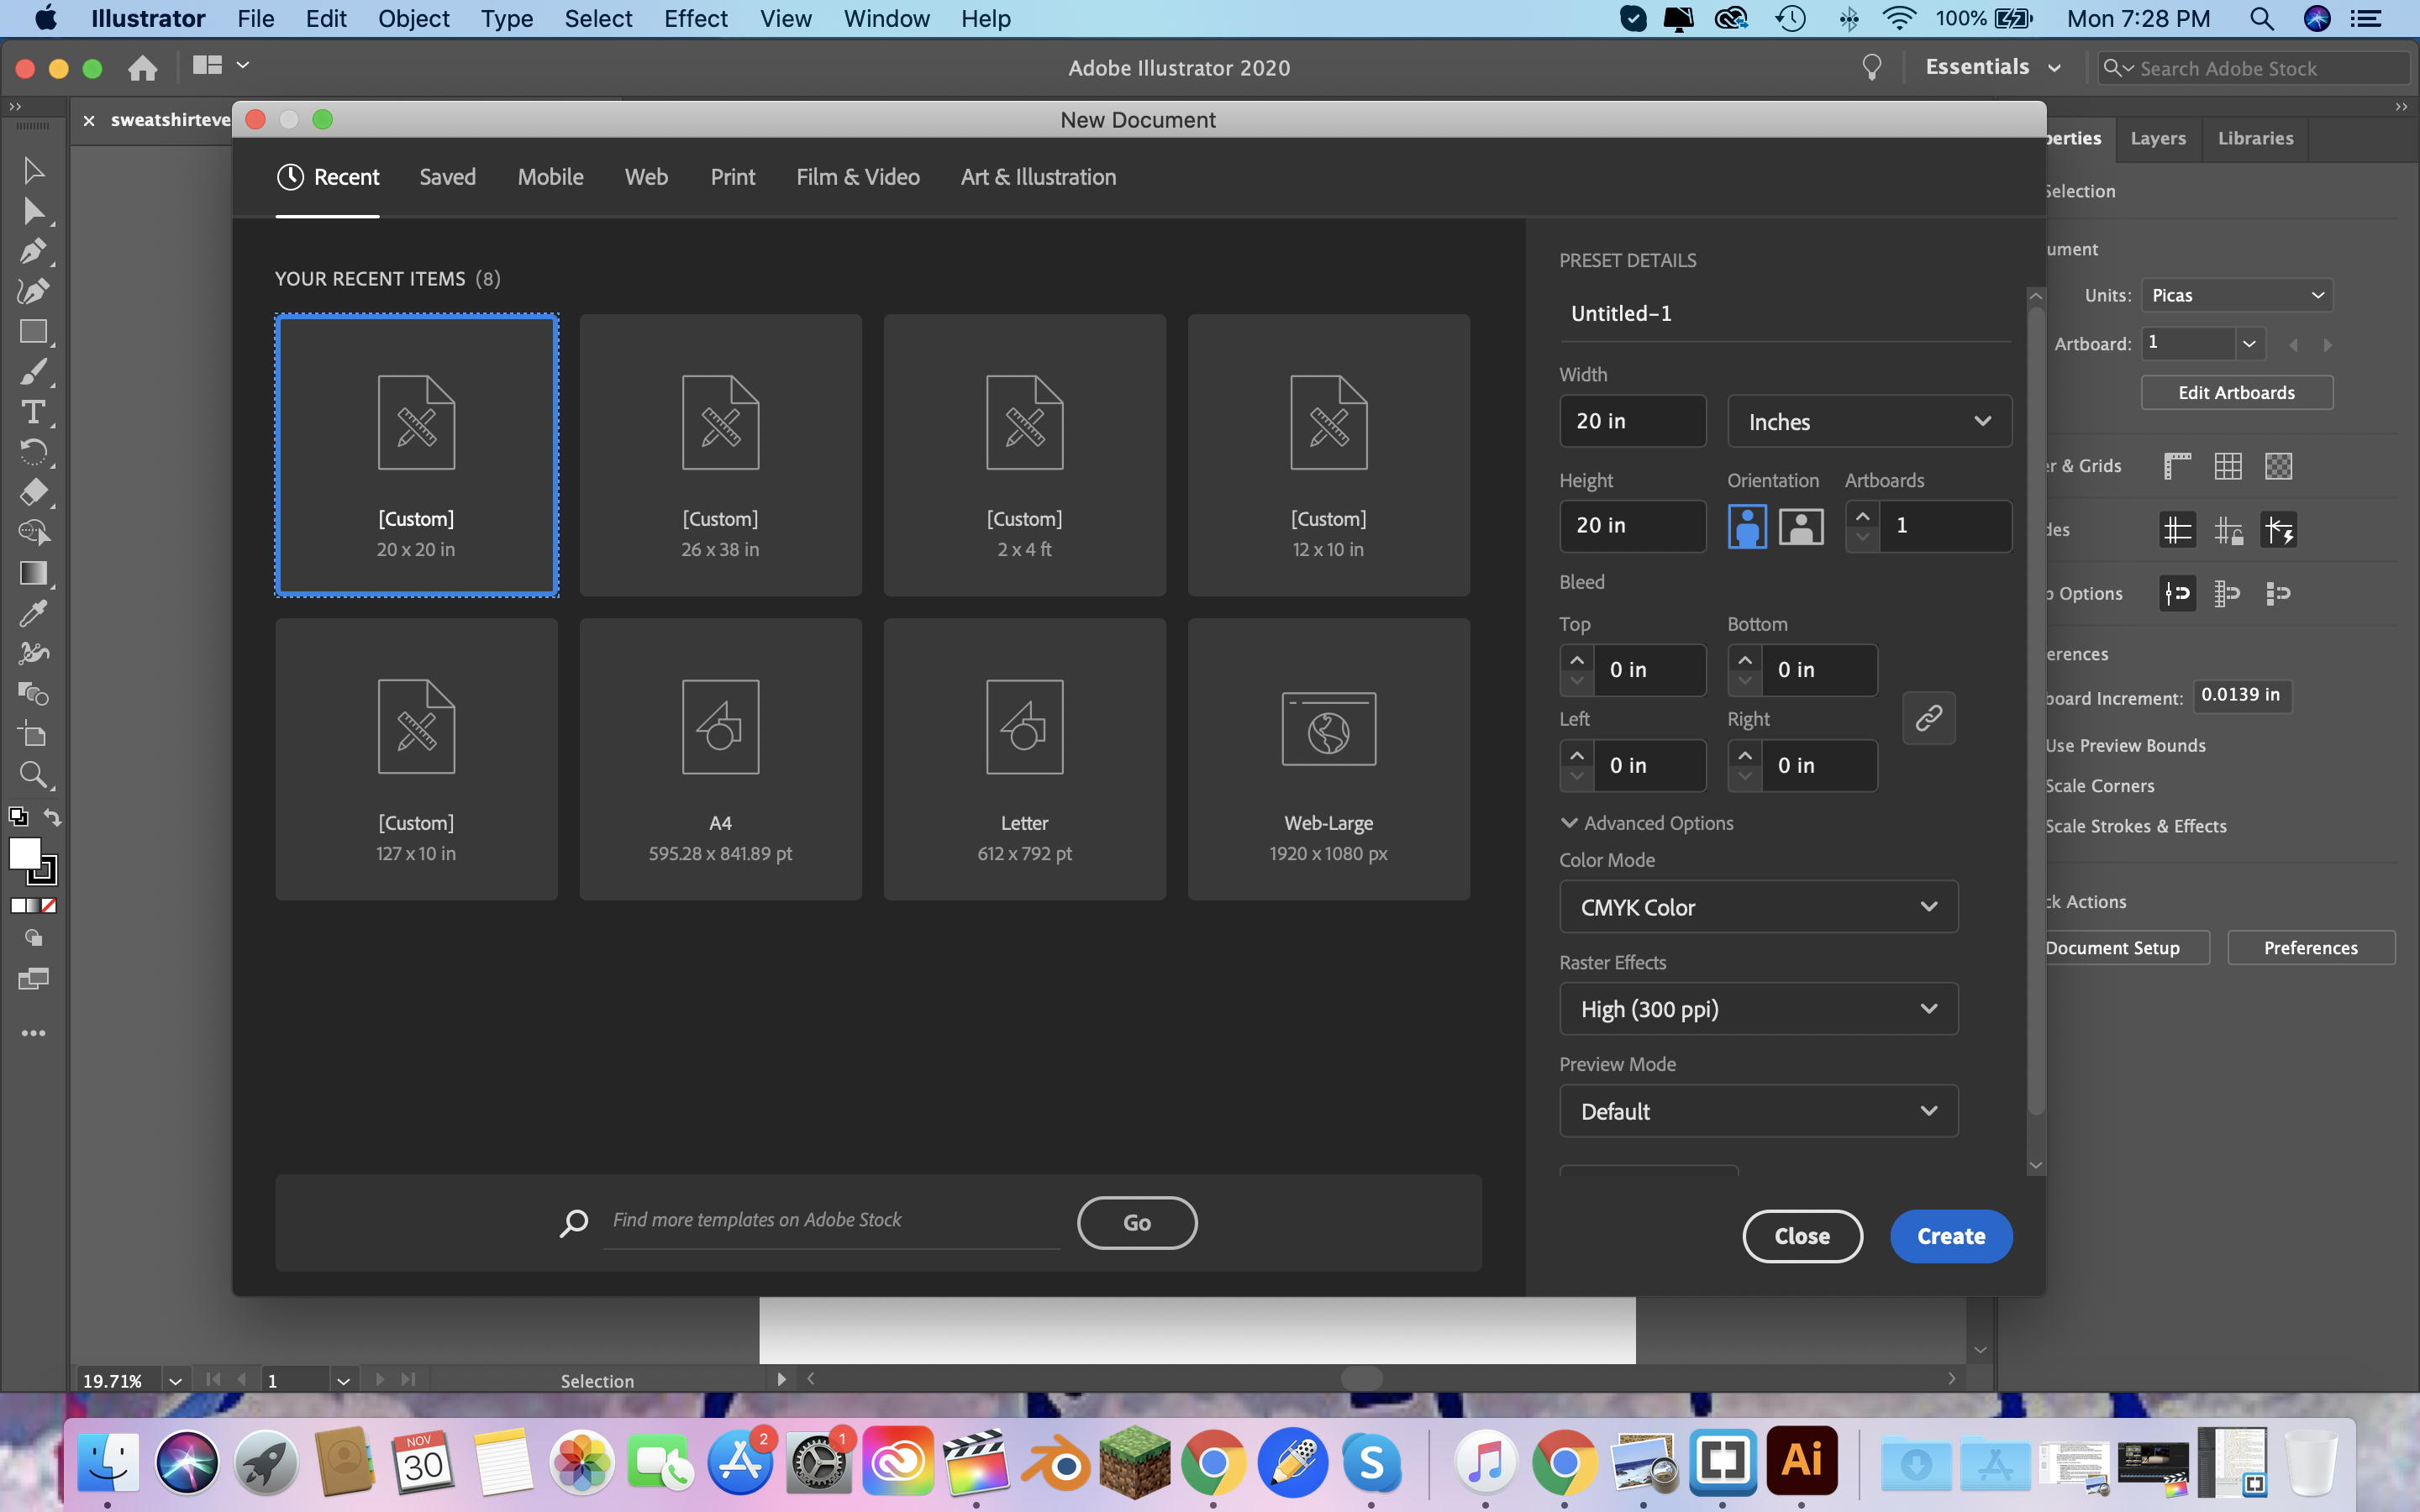 Illustrator File Edit Object Type Select Effect View Window Help 100% Mon 7:28 PM
Adobe Illustrator 2020 Essentials Search Adobe Stock
sweatshirteve
New Document
Recent Saved Mobile Web Print Film & Video Art & Illustration
YOUR RECENT ITEMS (8)
[Custom] [Custom] [Custom] [Custom]
20 x 20 in 26 x 38 in 2 x 4 ft 12 x 10 in
[Custom] A4 Letter Web-Large
127 x 10 in 595.28 x 841.89 pt 612 x 792 pt 1920 x 1080 px
Find more templates on Adobe Stock Go
PRESET DETAILS
Untitled-1
Width
20 in Inches
Height Orientation Artboards
20 in 1
Bleed
Top Bottom
0 in 0 in
Left Right
0 in 0 in
Advanced Options
Color Mode
CMYK Color
Raster Effects
High (300 ppi)
Preview Mode
Default
Close Create
perties Layers Libraries
Selection
ument
Units: Picas
Artboard: 1
Edit Artboards
er & Grids
des
p Options
erences
board Increment: 0.0139 in
Use Preview Bounds
Scale Corners
Scale Strokes & Effects
ck Actions
Document Setup Preferences
19.71% 1 Selection
NOV
30
2
1
S
Ai